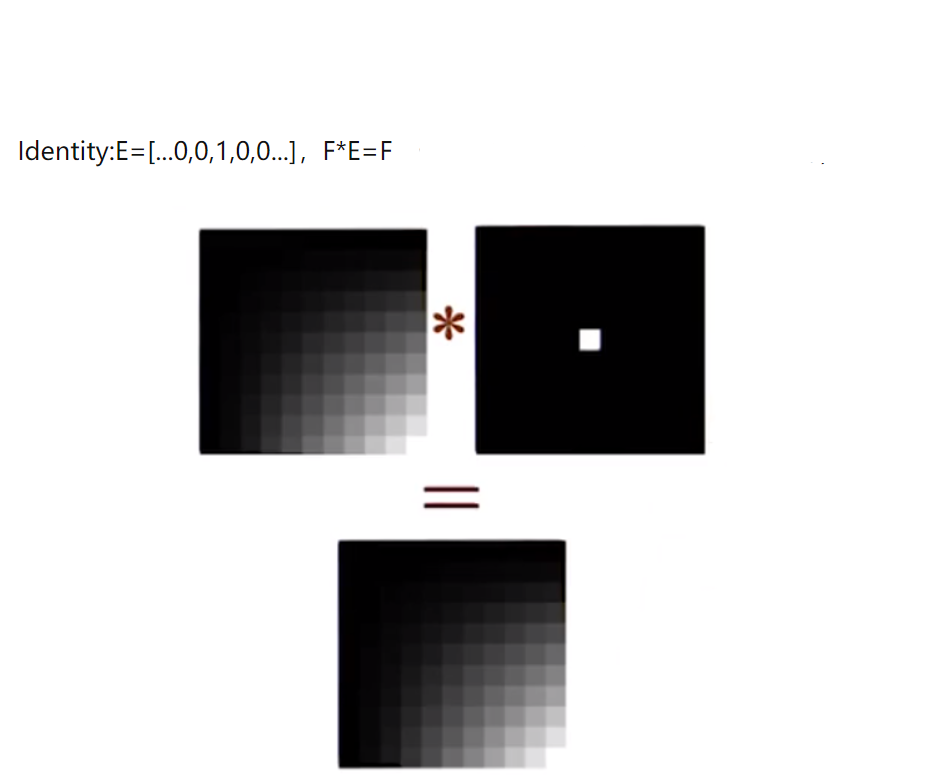 Identity:E=[...0,0,1,0,0...]，F*E=F
*
=